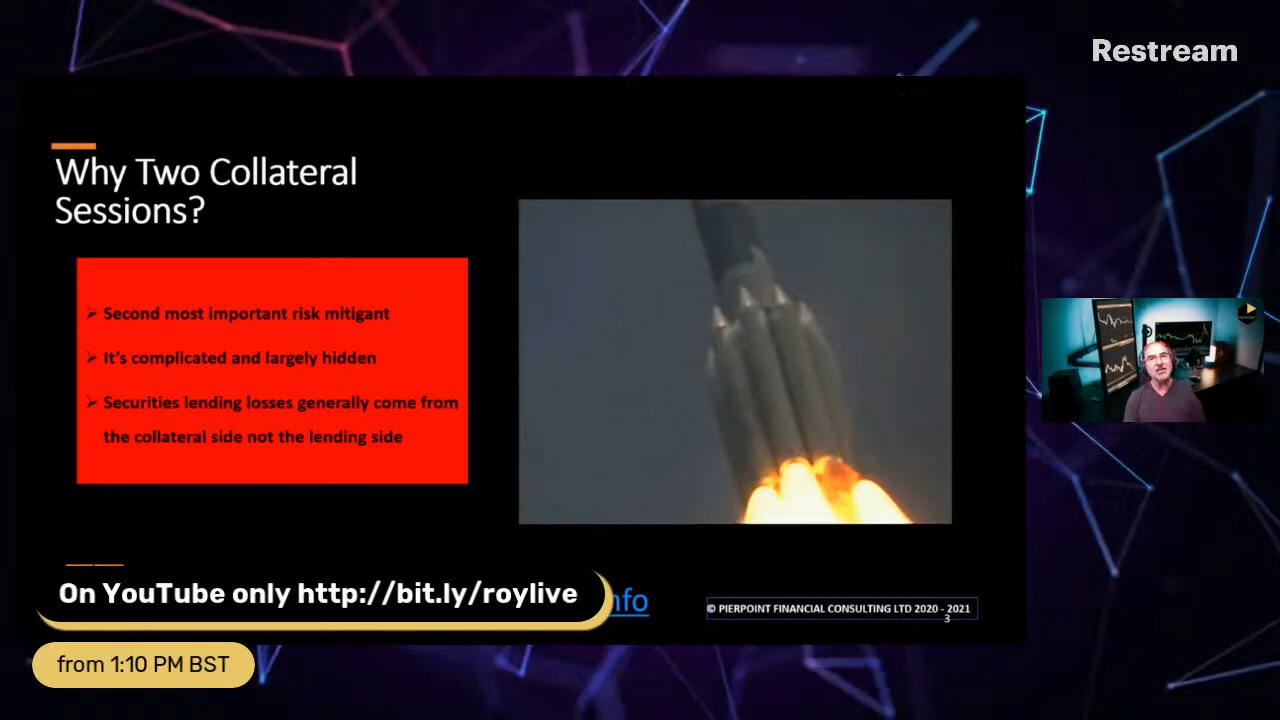 Restream
Why Two Collateral
Sessions?
➢ Second most important risk mitigant
➢ It's complicated and largely hidden
➢ Securities lending losses generally come from
the collateral side not the lending side
On YouTube only http://bit.ly/roylive
nfo
© PIERPOINT FINANCIAL CONSULTING LTD 2020 - 2021
3
from 1:10 PM BST